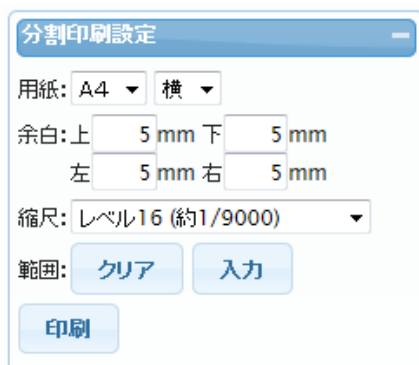 分割印刷設定
用紙: A4 横
余白: 上 5 mm 下 5 mm
左 5 mm 右 5 mm
縮尺: レベル16 (約1/9000)
範囲: クリア 入力
印刷